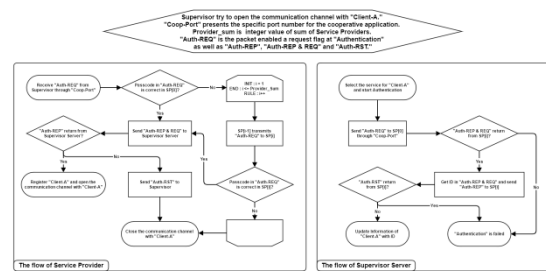 Supervisor try to open the communication channel with "Client-A."
"Coop-Port" presents the specific port number for the cooperative application.
Provider_sum is integer value of sum of Service Providers.
"Auth-REQ" is the packet enabled a request flag at "Authentication"
as well as "Auth-REP", "Auth-REP & REQ" and "Auth-RST."
Receive "Auth-REQ" from
Supervisor through "Coop-Port"
Passcode in "Auth-REQ"
is correct in SP[0]?
No
INIT : i = 1
END : i <= Provider_Sum
RULE : i++
Yes
"Auth-REP" return from
Supervisor Server?
Send "Auth-REP & REQ" to
Supervisor Server
SP[i-1] transmits
"Auth-REQ" to SP[i]
Yes
No
Yes
Register "Client-A" and open the
communication channel with "Client-A"
Send "Auth-RST" to
Supervisor
Passcode in "Auth-REQ"
is correct in SP[i]?
No
Close the communication channel
with "Client-A"
The flow of Service Provider
Select the service for "Client-A"
and start Authentication
Send "Auth-REQ" to SP[0]
through "Coop-Port"
"Auth-REP & REQ" return
from SP[i]?
Yes
No
"Auth-RST" return
from SP[i]?
Get ID in "Auth-REP & REQ" and send
"Auth-REP" to SP[i]
No
Yes
Update information of
"Client-A" with ID
"Authentication" is failed
The flow of Supervisor Server